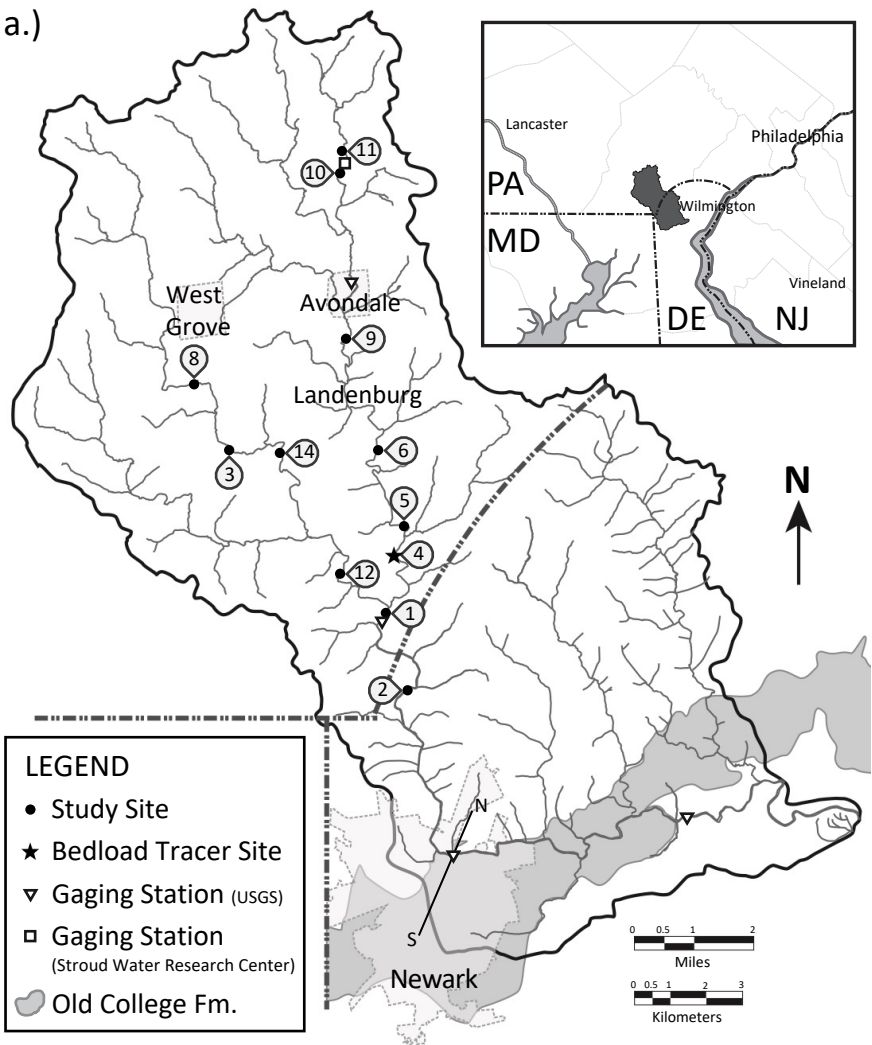 a.)
Lancaster
Philadelphia
PA
Wilmington
MD
Vineland
DE
NJ
11
10
West
Grove
Avondale
9
8
Landenburg
14
6
3
5
N
4
12
1
2
N
S
Newark
LEGEND
Study Site
Bedload Tracer Site
Gaging Station (USGS)
Gaging Station
(Stroud Water Research Center)
Old College Fm.
0 0.5 1 2
Miles
0 0.5 1 2 3
Kilometers